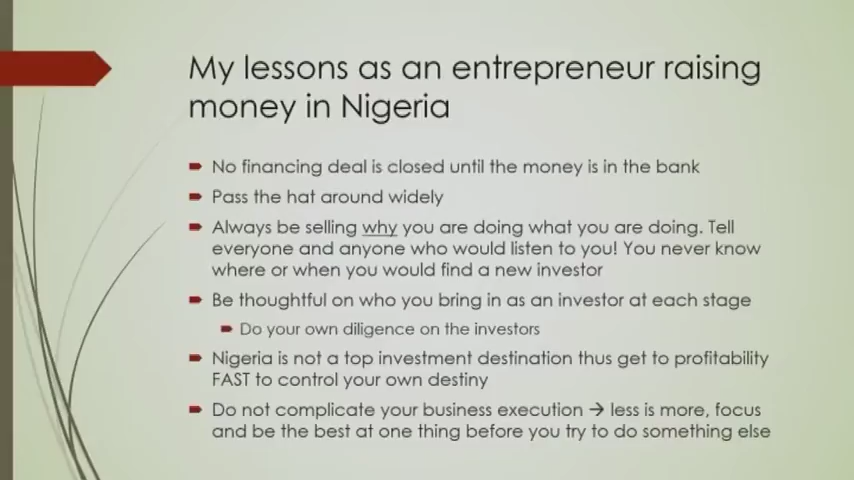 My lessons as an entrepreneur raising
money in Nigeria
No financing deal is closed until the money is in the bank
Pass the hat around widely
Always be selling why you are doing what you are doing. Tell
everyone and anyone who would listen to you! You never know
where or when you would find a new investor
Be thoughtful on who you bring in as an investor at each stage
Do your own diligence on the investors
Nigeria is not a top investment destination thus get to profitability
FAST to control your own destiny
Do not complicate your business execution → less is more, focus
and be the best at one thing before you try to do something else